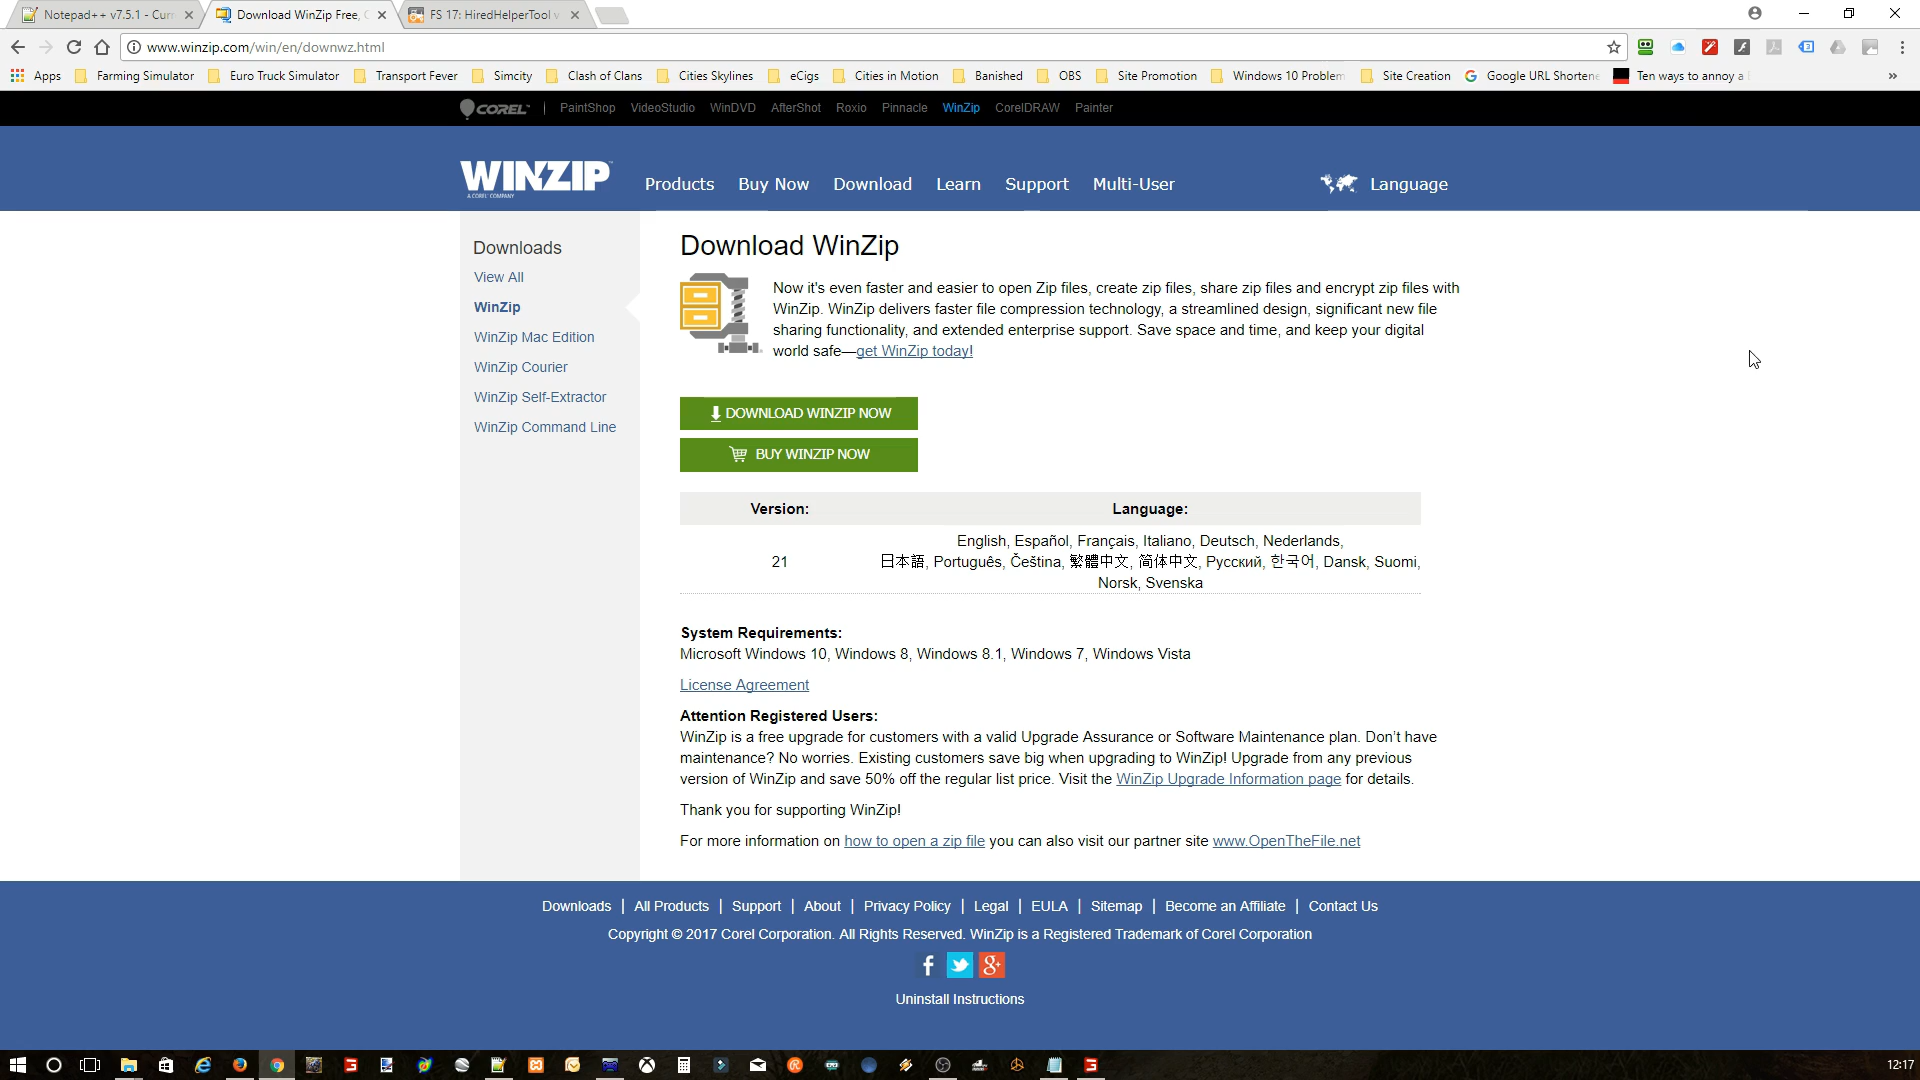 Notepad++ v7.5.1 - Curr
Download WinZip Free, C
FS 17: HiredHelperTool v
www.winzip.com/win/en/downwz.html
Apps
Farming Simulator
Euro Truck Simulator
Transport Fever
Simcity
Clash of Clans
Cities Skylines
eCigs
Cities in Motion
Banished
OBS
Site Promotion
Windows 10 Problem
Site Creation
Google URL Shortene
Ten ways to annoy a
COREL
PaintShop
VideoStudio
WinDVD
AfterShot
Roxio
Pinnacle
WinZip
CorelDRAW
Painter
WINZIP
A COREL COMPANY
Products
Buy Now
Download
Learn
Support
Multi-User
Language
Downloads
View All
WinZip
WinZip Mac Edition
WinZip Courier
WinZip Self-Extractor
WinZip Command Line
Download WinZip
Now it's even faster and easier to open Zip files, create zip files, share zip files and encrypt zip files with
WinZip. WinZip delivers faster file compression technology, a streamlined design, significant new file
sharing functionality, and extended enterprise support. Save space and time, and keep your digital
world safe—get WinZip today!
DOWNLOAD WINZIP NOW
BUY WINZIP NOW
Version: Language:
English, Español, Français, Italiano, Deutsch, Nederlands,
21 日本語, Português, Čeština, 繁體中文, 简体中文, Русский, 한국어, Dansk, Suomi,
Norsk, Svenska
System Requirements:
Microsoft Windows 10, Windows 8, Windows 8.1, Windows 7, Windows Vista
License Agreement
Attention Registered Users:
WinZip is a free upgrade for customers with a valid Upgrade Assurance or Software Maintenance plan. Don't have
maintenance? No worries. Existing customers save big when upgrading to WinZip! Upgrade from any previous
version of WinZip and save 50% off the regular list price. Visit the WinZip Upgrade Information page for details.
Thank you for supporting WinZip!
For more information on how to open a zip file you can also visit our partner site www.OpenTheFile.net
Downloads | All Products | Support | About | Privacy Policy | Legal | EULA | Sitemap | Become an Affiliate | Contact Us
Copyright © 2017 Corel Corporation. All Rights Reserved. WinZip is a Registered Trademark of Corel Corporation
Uninstall Instructions
12:17